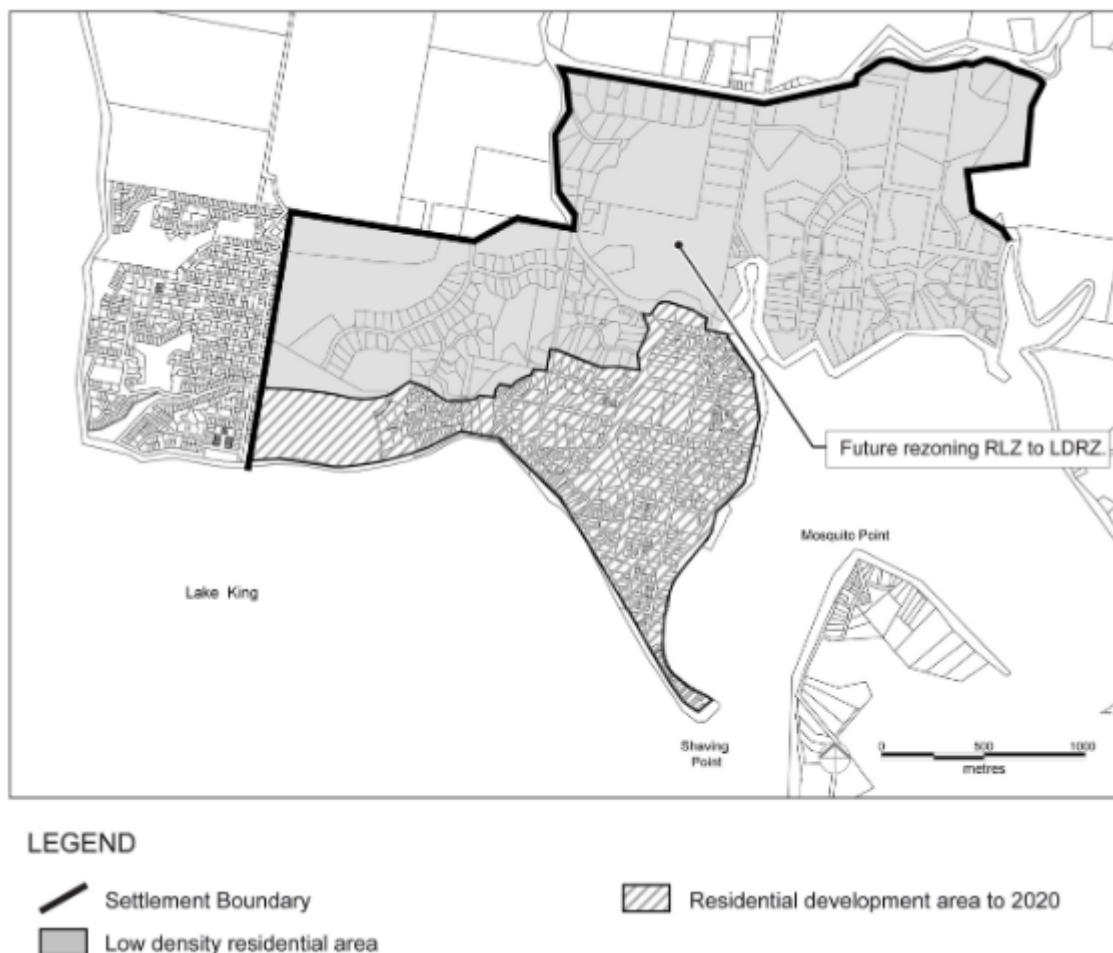 Future rezoning RLZ to LDRZ.
Mosquito Point
Lake King
Shaving
Point
0 500 1000
metres
LEGEND
Settlement Boundary
Residential development area to 2020
Low density residential area